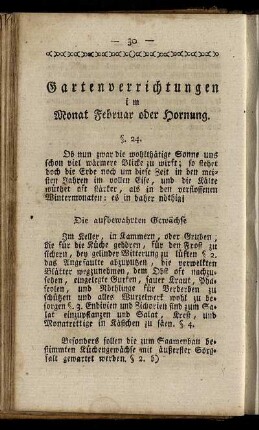 — 30 —
Gartenverrichtungen
im
Monat Februar oder Hornung.
§. 24.
Ob nun zwar die wohlthätige Sonne uns
schon viel wärmere Blicke zu wirft; so stehet
doch die Erde noch um diese Zeit in den mei-
sten Jahren im vollen Eise, und die Kälte
wüthet oft stärker, als in den verflossenen
Wintermonaten: es in daher nöthig;
Die aufbewahrten Gewächse
Im Keller, in Kammern, oder Gruben,
die für die Küche gehören, für den Frost zu
sichern, bey gelinder Witterung zu lüften §. 2.
das Angefaulte abzuputzen, die verwelkten
Blätter wegzunehmen, dem Obst oft nachzu-
sehen, eingelegte Gurken, sauer Kraut, Pha-
seolen, und Röthlinge für Verderben zu
schützen und alles Wurzelwerk wohl zu be-
sorgen §. 3. Endivien und Zichorien sind zum Sa-
lat einzupflanzen und Salat, Kreß, und
Monatrettige in Kästchen zu säen. §. 4.
Besonders sollen die zum Saamenbau be-
stimmten Küchengewächse mit äußerster Sorg-
falt gewartet werden. §. 2. b)